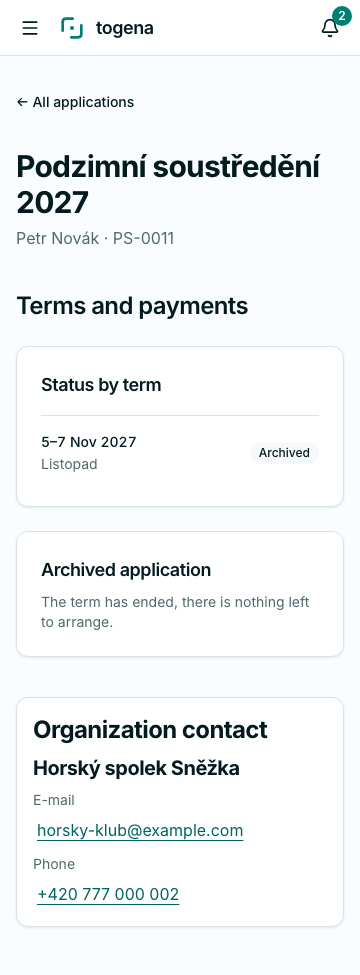 togena
2
← All applications
Podzimní soustředění
2027
Petr Novák · PS-0011
Terms and payments
Status by term
5–7 Nov 2027
Listopad
Archived
Archived application
The term has ended, there is nothing left
to arrange.
Organization contact
Horský spolek Sněžka
E-mail
horsky-klub@example.com
Phone
+420 777 000 002